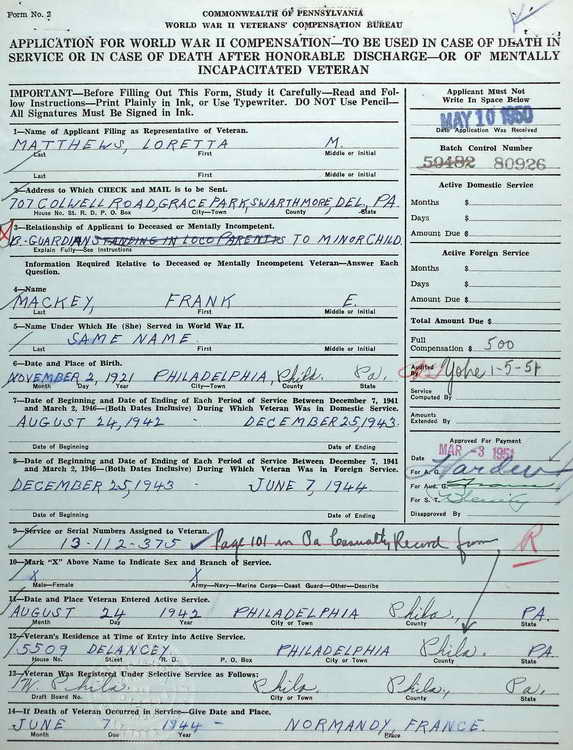 Form No. 2
COMMONWEALTH OF PENNSYLVANIA
WORLD WAR II VETERANS' COMPENSATION BUREAU
APPLICATION FOR WORLD WAR II COMPENSATION—TO BE USED IN CASE OF DEATH IN
SERVICE OR IN CASE OF DEATH AFTER HONORABLE DISCHARGE—OR OF MENTALLY
INCAPACITATED VETERAN
IMPORTANT—Before Filling Out This Form, Study it Carefully—Read and Fol-
low Instructions—Print Plainly in Ink, or Use Typewriter. DO NOT Use Pencil—
All Signatures Must Be Signed in Ink.
1—Name of Applicant Filing as Representative of Veteran.
MATTHEWS, LORETTA M.
Last First Middle or Initial
2—Address to Which CHECK and MAIL is to be Sent.
707 COLWELL ROAD, GRACE PARK, SWARTHMORE, DEL, PA.
House No. St. R. D. P. O. Box City—Town County State
3—Relationship of Applicant to Deceased or Mentally Incompetent.
GUARDIAN STANDING IN LOCO PARENTIS TO MINOR CHILD.
Explain Fully—See Instructions
Information Required Relative to Deceased or Mentally Incompetent Veteran—Answer Each
Question.
4—Name
MACKEY, FRANK E.
Last First Middle or Initial
5—Name Under Which He (She) Served in World War II.
SAME NAME
Last First Middle or Initial
6—Date and Place of Birth.
NOVEMBER 2, 1921 PHILADELPHIA, Phila. Pa.
Month Day Year City—Town County State
7—Date of Beginning and Date of Ending of Each Period of Service Between December 7, 1941
and March 2, 1946—(Both Dates Inclusive) During Which Veteran Was in Domestic Service.
AUGUST 24, 1942 - DECEMBER 25, 1943.
Date of Beginning Date of Ending
8—Date of Beginning and Date of Ending of Each Period of Service Between December 7, 1941
and March 2, 1946—(Both Dates Inclusive) During Which Veteran Was in Foreign Service.
DECEMBER 25, 1943 - JUNE 7, 1944
Date of Beginning Date of Ending
9—Service or Serial Numbers Assigned to Veteran.
13-112-375 ✓ Page 101 in Pa Casualty Record from R
10—Mark "X" Above Name to Indicate Sex and Branch of Service.
X X
Male—Female Army—Navy—Marine Corps—Coast Guard—Other—Describe
11—Date and Place Veteran Entered Active Service.
AUGUST 24 1942 PHILADELPHIA Phila., PA.
Month Day Year City or Town County State
12—Veteran's Residence at Time of Entry into Active Service.
5509 DELANCEY PHILADELPHIA Phila. PA.
House No. Street R.D. P. O. Box City or Town County State
13—Veteran Was Registered Under Selective Service as Follows:
W. Phila. Phila. Phila, Pa,
Draft Board No. City or Town County State
14—If Death of Veteran Occurred in Service—Give Date and Place.
JUNE 7 1944 - NORMANDY, FRANCE.
Month Day Year Place
Applicant Must Not
Write In Space Below
MAY 10 1950
Date Application Was Received
Batch Control Number
59482 80926
Active Domestic Service
Months $
Days $
Amount Due $
Active Foreign Service
Months $
Days $
Amount Due $
Total Amount Due $
Full
Compensation $ 500
Audited
By Yohe 1-5-51
Service
Computed By
Amounts
Extended By
Approved For Payment
Date MAR -3 1951
For A. G.
For Aud. G.
For S. T.
Disapproved By